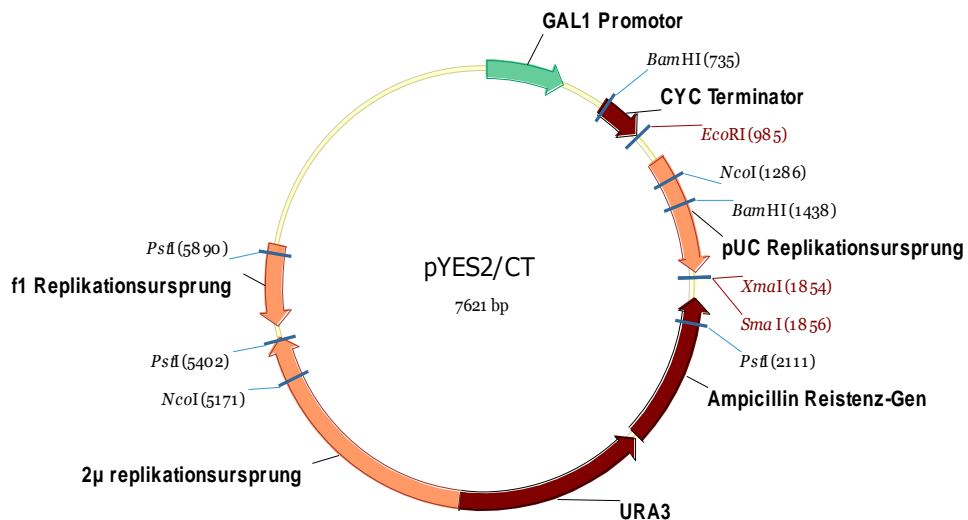 GAL1 Promotor
BamHI (735)
CYC Terminator
EcoRI (985)
NcoI (1286)
BamHI (1438)
pUC Replikationsursprung
XmaI (1854)
Sma I (1856)
PstI (2111)
Ampicillin Reistenz-Gen
URA3
2µ replikationsursprung
NcoI (5171)
PstI (5402)
f1 Replikationsursprung
PstI (5890)
pYES2/CT
7621 bp